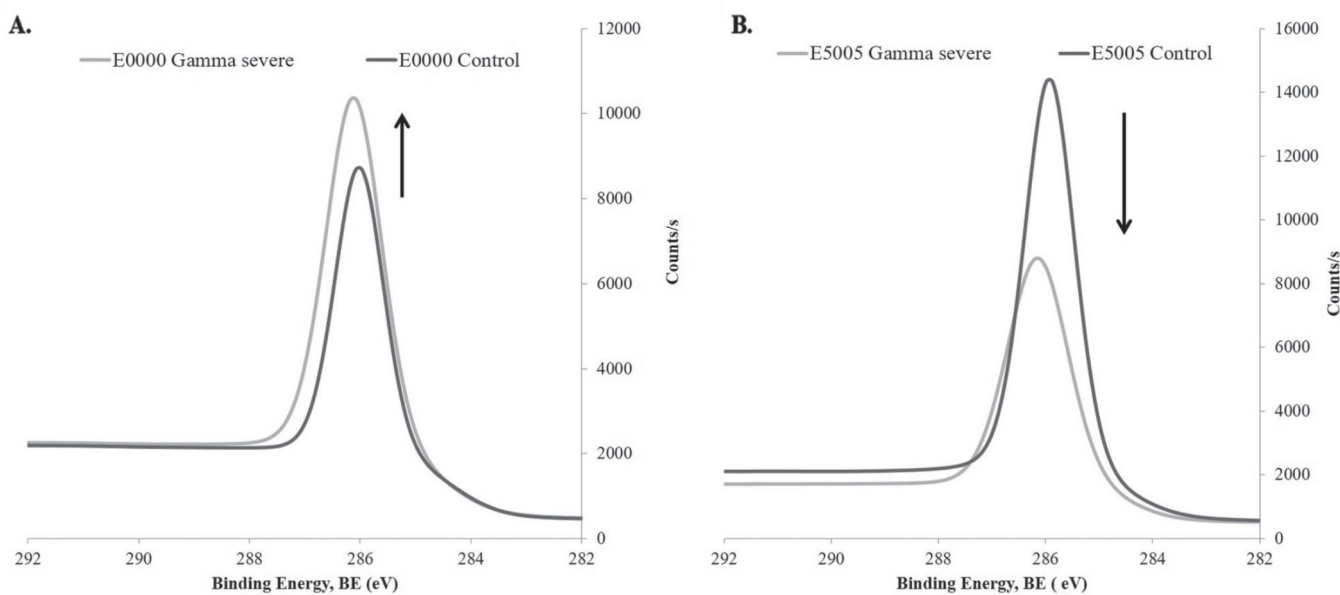 A.
E0000 Gamma severe
E0000 Control
12000
10000
8000
6000
4000
2000
0
Counts/s
292 290 288 286 284 282
Binding Energy, BE (eV)
B.
E5005 Gamma severe
E5005 Control
16000
14000
12000
10000
8000
6000
4000
2000
0
Counts/s
292 290 288 286 284 282
Binding Energy, BE ( eV)